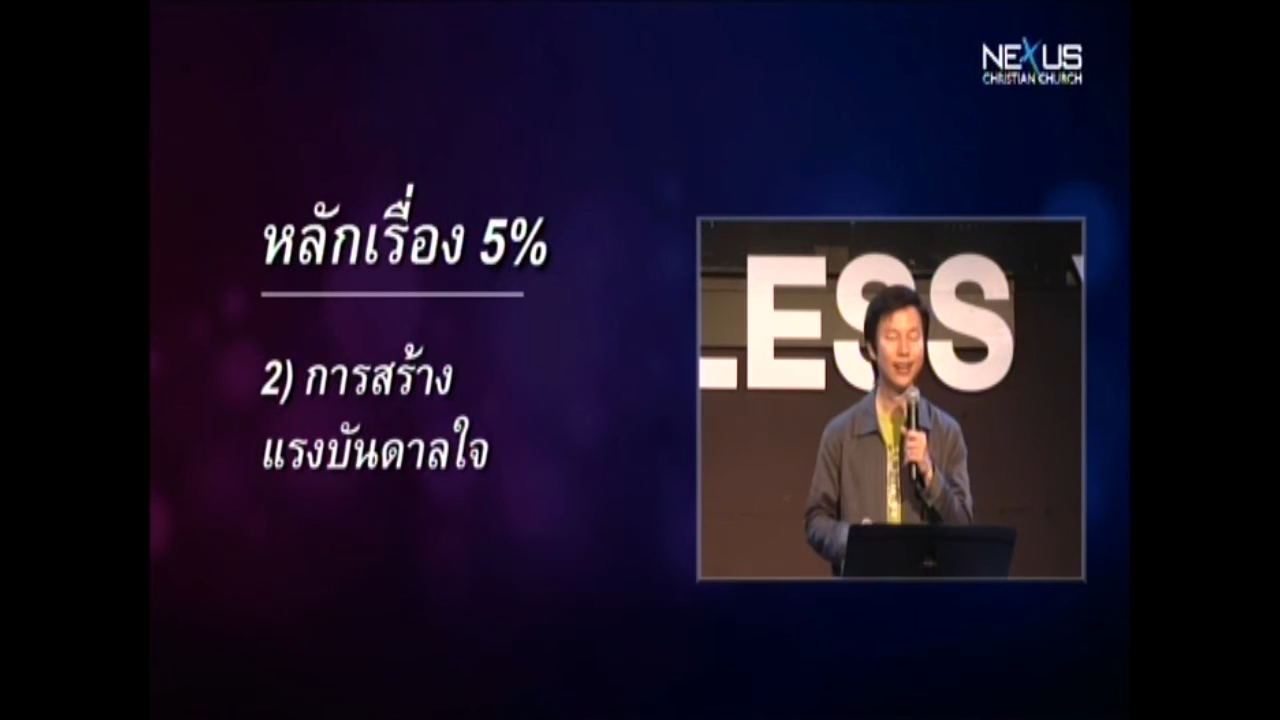 NEXUS
CHRISTIAN CHURCH
หลักเรื่อง 5%
2) การสร้าง
แรงบันดาลใจ
LESS